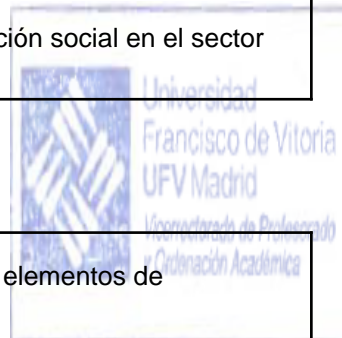 ción social en el sector
Universidad
Francisco de Vitoria
UFV Madrid
Vicerrectorado de Profesorado
y Ordenación Académica
elementos de